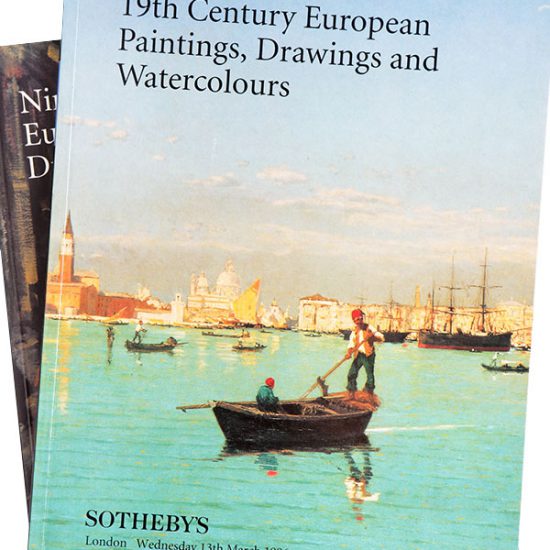 19th Century European
Paintings, Drawings and
Watercolours
SOTHEBY'S
London Wednesday 13th March